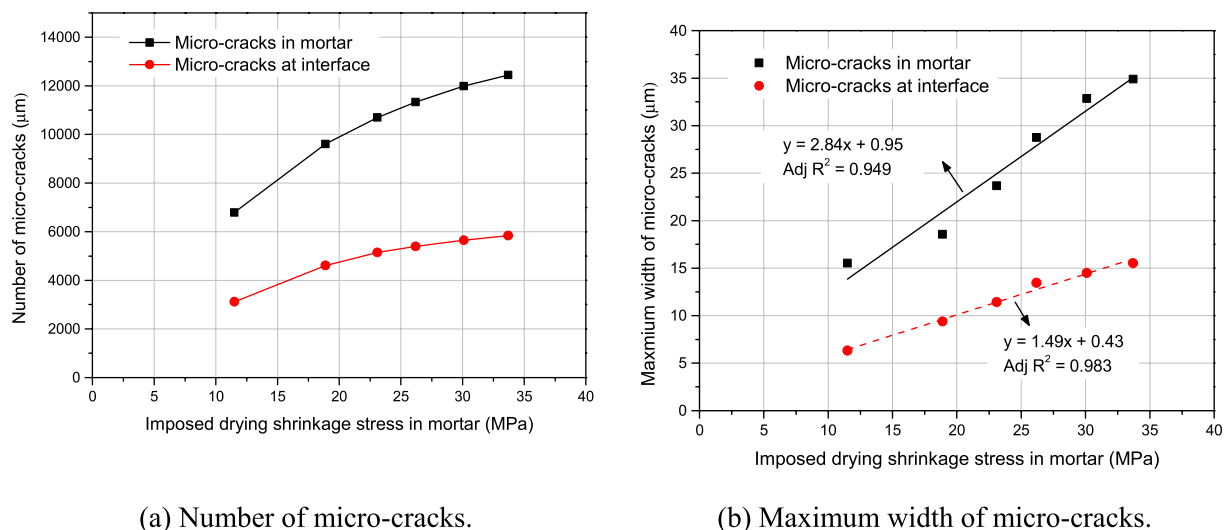 14000
12000
10000
8000
6000
4000
2000
0
Number of micro-cracks (μm)
Micro-cracks in mortar
Micro-cracks at interface
0 5 10 15 20 25 30 35 40
Imposed drying shrinkage stress in mortar (MPa)
(a) Number of micro-cracks.
40
35
30
25
20
15
10
5
0
Maxmium width of micro-cracks (μm)
Micro-cracks in mortar
Micro-cracks at interface
y = 2.84x + 0.95
Adj R² = 0.949
y = 1.49x + 0.43
Adj R² = 0.983
0 5 10 15 20 25 30 35 40
Imposed drying shrinkage stress in mortar (MPa)
(b) Maximum width of micro-cracks.